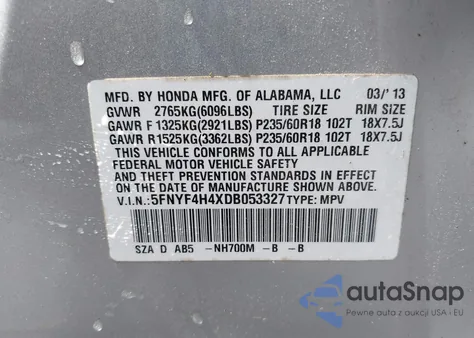 MFD. BY HONDA MFG. OF ALABAMA, LLC 03/'13
GVWR 2765KG(6096LBS) TIRE SIZE RIM SIZE
GAWR F 1325KG(2921LBS) P235/60R18 102T 18X7.5J
GAWR R 1525KG(3362LBS) P235/60R18 102T 18X7.5J
THIS VEHICLE CONFORMS TO ALL APPLICABLE
FEDERAL MOTOR VEHICLE SAFETY
AND THEFT PREVENTION STANDARDS IN EFFECT
ON THE DATE OF MANUFACTURE SHOWN ABOVE.
V.I.N.:5FNYF4H4XDB053327 TYPE: MPV
SZA D AB5 -NH700M -B -B
autoSnap
Pewne auta z aukcji USA i EU